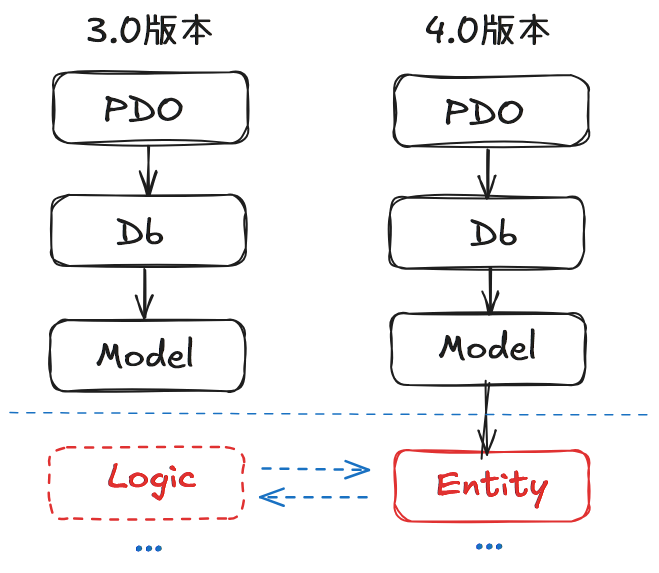 3.0版本
4.0版本
PDO
PDO
Db
Db
Model
Model
Logic
Entity
...
...